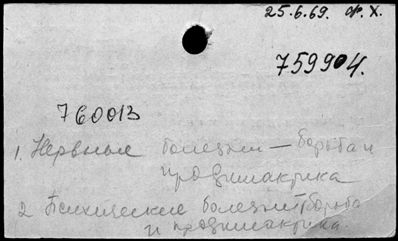 25.6.69. Ф.Х.
759904.
760013
1. Нервные болезни — борьба и
профилактика
2 Психические болезни борьба
и профилактика.